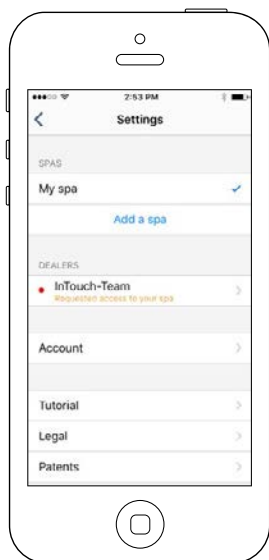 2:53 PM
Settings
SPAS
My spa
Add a spa
DEALERS
InTouch-Team
Requested access to your spa
Account
Tutorial
Legal
Patents